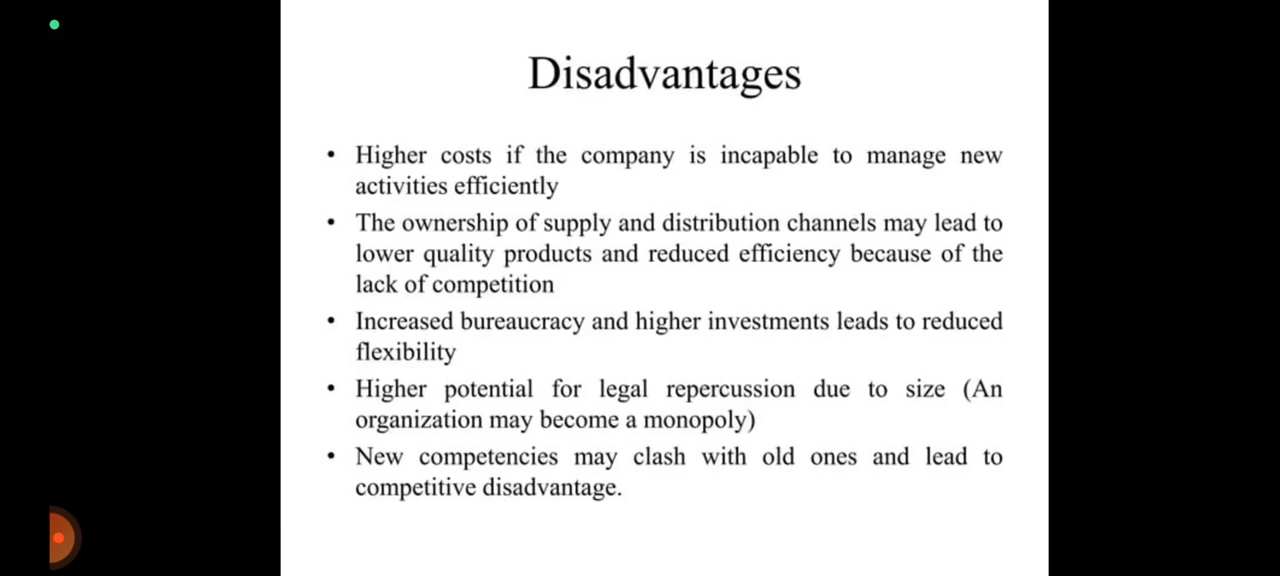 Disadvantages
• Higher costs if the company is incapable to manage new
activities efficiently
• The ownership of supply and distribution channels may lead to
lower quality products and reduced efficiency because of the
lack of competition
• Increased bureaucracy and higher investments leads to reduced
flexibility
• Higher potential for legal repercussion due to size (An
organization may become a monopoly)
• New competencies may clash with old ones and lead to
competitive disadvantage.